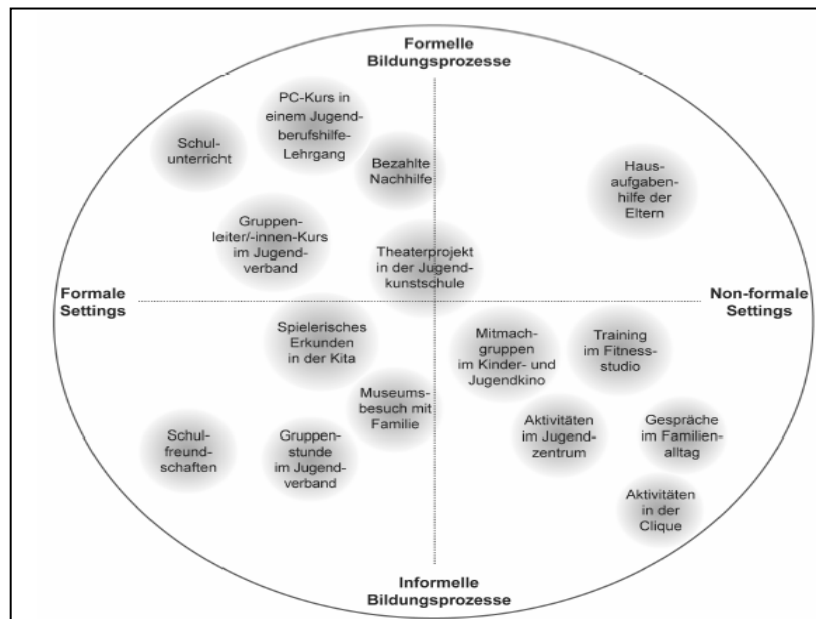 Formelle
Bildungsprozesse
PC-Kurs in
einem Jugend-
berufshilfe-
Lehrgang
Schul-
unterricht
Bezahlte
Nachhilfe
Haus-
aufgaben-
hilfe der
Eltern
Gruppen-
leiter/-innen-Kurs
im Jugend-
verband
Theaterprojekt
in der Jugend-
kunstschule
Formale
Settings
Non-formale
Settings
Spielerisches
Erkunden
in der Kita
Mitmach-
gruppen
im Kinder- und
Jugendkino
Training
im Fitness-
studio
Museums-
besuch mit
Familie
Schul-
freund-
schaften
Gruppen-
stunde
im Jugend-
verband
Aktivitäten
im Jugend-
zentrum
Gespräche
im Familien-
alltag
Aktivitäten
in der
Clique
Informelle
Bildungsprozesse